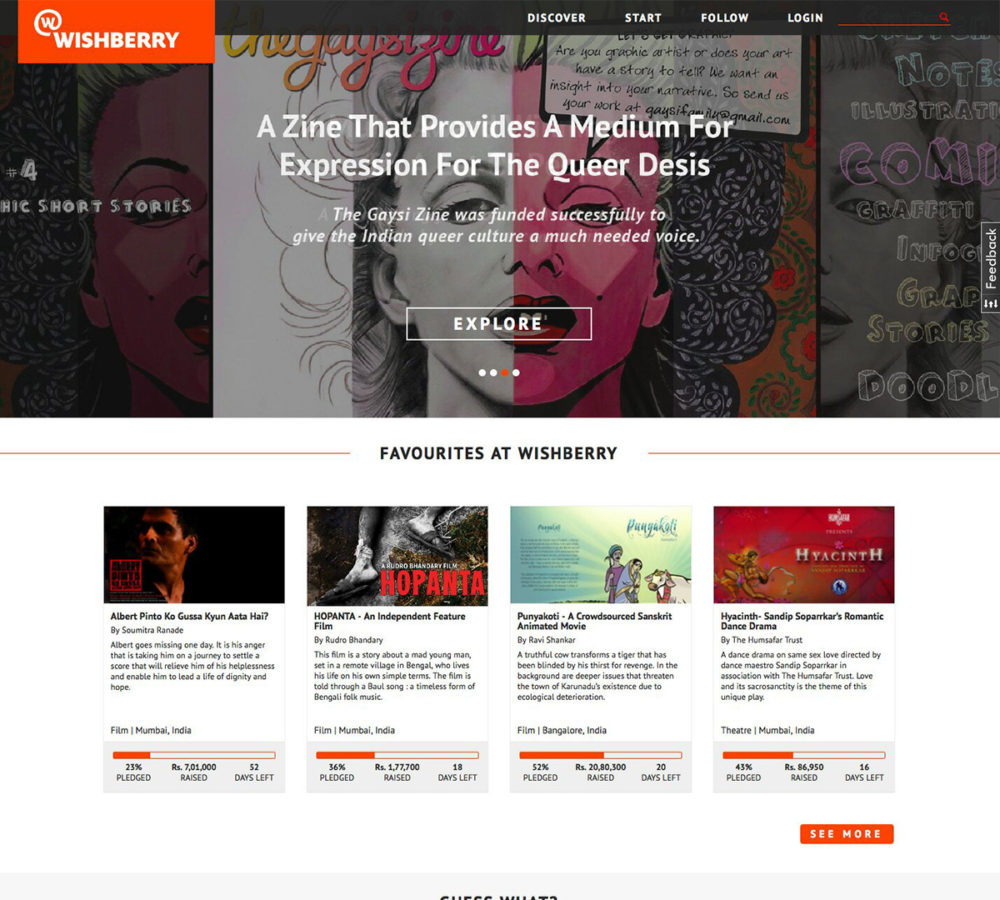 WISHBERRY
DISCOVER
START
FOLLOW
LOGIN
thegaysizine
LET'S GET GRAPHIC!
Are you graphic artist or does your art
have a story to tell? We want an
insight into your narrative. So send us
your work at gaysifamily@gmail.com
A Zine That Provides A Medium For
Expression For The Queer Desis
#4
HIC SHORT STORIES
The Gaysi Zine was funded successfully to
give the Indian queer culture a much needed voice.
EXPLORE
NOTES
ILLUSTRATI
COMI
GRAFFITI
INFOG
GRAP
STORIES
DOODL
Feedback
FAVOURITES AT WISHBERRY
ALBERT
PINTO
Albert Pinto Ko Gussa Kyun Aata Hai?
By Soumitra Ranade
Albert goes missing one day. It is his anger
that is taking him on a journey to settle a
score that will relieve him of his helplessness
and enable him to lead a life of dignity and
hope.
Film | Mumbai, India
23%
PLEDGED
Rs. 7,01,000
RAISED
52
DAYS LEFT
A RUDRO BHANDARY FILM
HOPANTA
HOPANTA - An Independent Feature
Film
By Rudro Bhandary
This film is a story about a mad young man,
set in a remote village in Bengal, who lives
his life on his own simple terms. The film is
told through a Baul song : a timeless form of
Bengali folk music.
Film | Mumbai, India
36%
PLEDGED
Rs. 1,77,700
RAISED
18
DAYS LEFT
Punyakoti
Punyakoti - A Crowdsourced Sanskrit
Animated Movie
By Ravi Shankar
A truthful cow transforms a tiger that has
been blinded by his thirst for revenge. In the
background are deeper issues that threaten
the town of Karunadu's existence due to
ecological deterioration.
Film | Bangalore, India
52%
PLEDGED
Rs. 20,80,300
RAISED
20
DAYS LEFT
PRESENTS
HYACINTH
Hyacinth- Sandip Soparrkar's Romantic
Dance Drama
By The Humsafar Trust
A dance drama on same sex love directed by
dance maestro Sandip Soparrkar in
association with The Humsafar Trust. Love
and its sacrosanctity is the theme of this
unique play.
Theatre | Mumbai, India
43%
PLEDGED
Rs. 86,950
RAISED
16
DAYS LEFT
SEE MORE
GUESS WHAT?